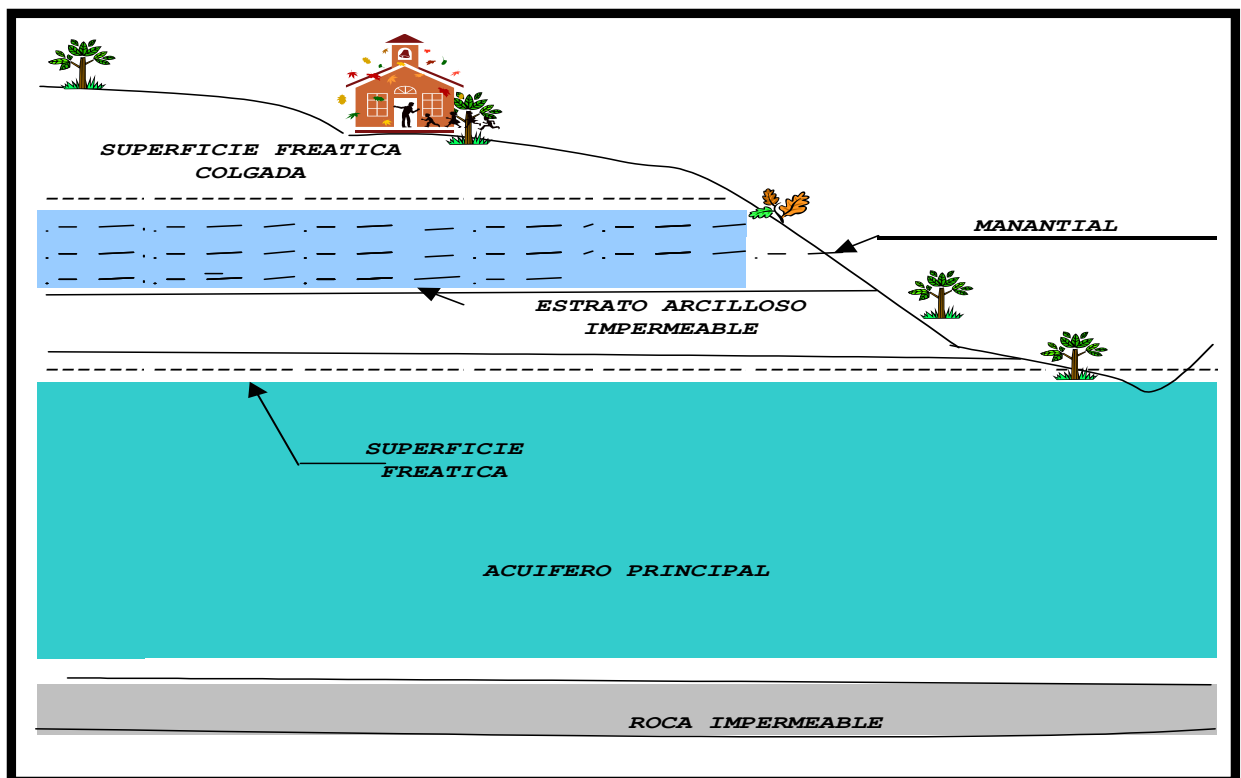 SUPERFICIE FREATICA
COLGADA
MANANTIAL
ESTRATO ARCILLOSO
IMPERMEABLE
SUPERFICIE
FREATICA
ACUIFERO PRINCIPAL
ROCA IMPERMEABLE